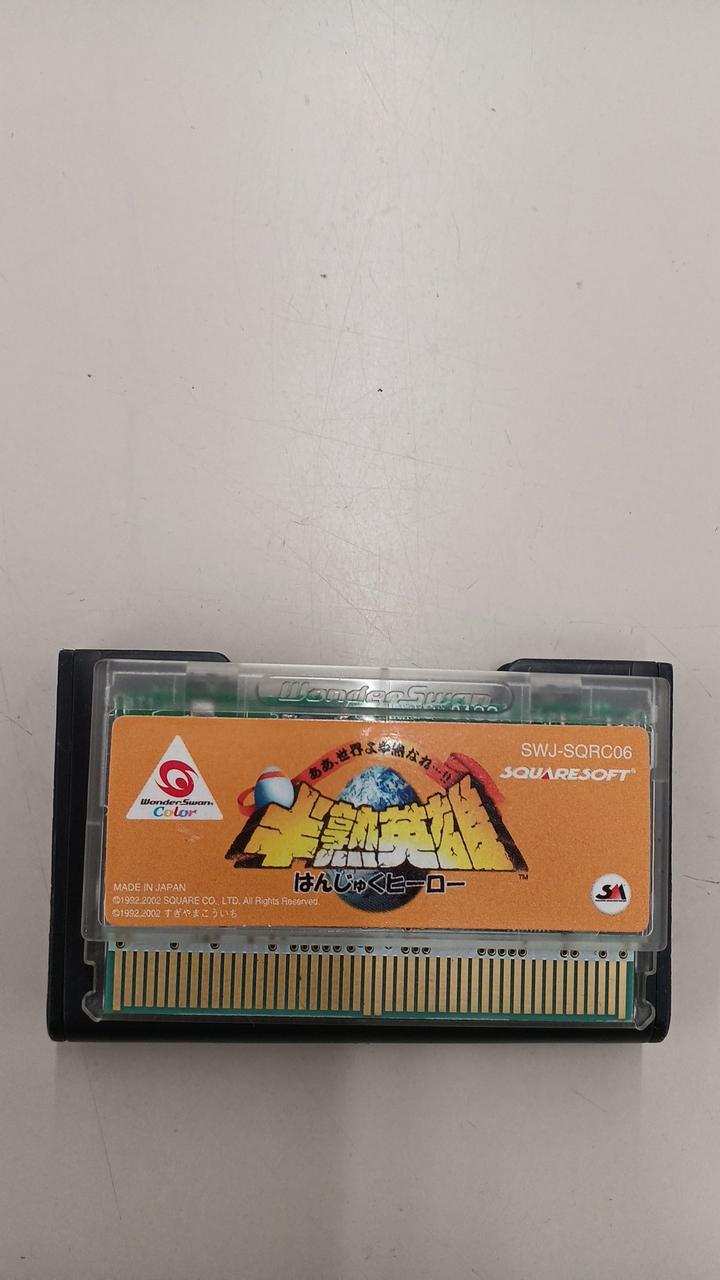 WonderSwan
SWJ-SQRC06
SQUARESOFT®
ああ、世界よ半熟なれ…!!
半熟英雄
TM
はんじゅくヒーロー
WonderSwan
Color
MADE IN JAPAN
©1992,2002 SQUARE CO., LTD. All Rights Reserved.
©1992,2002 すぎやまこういち
SM